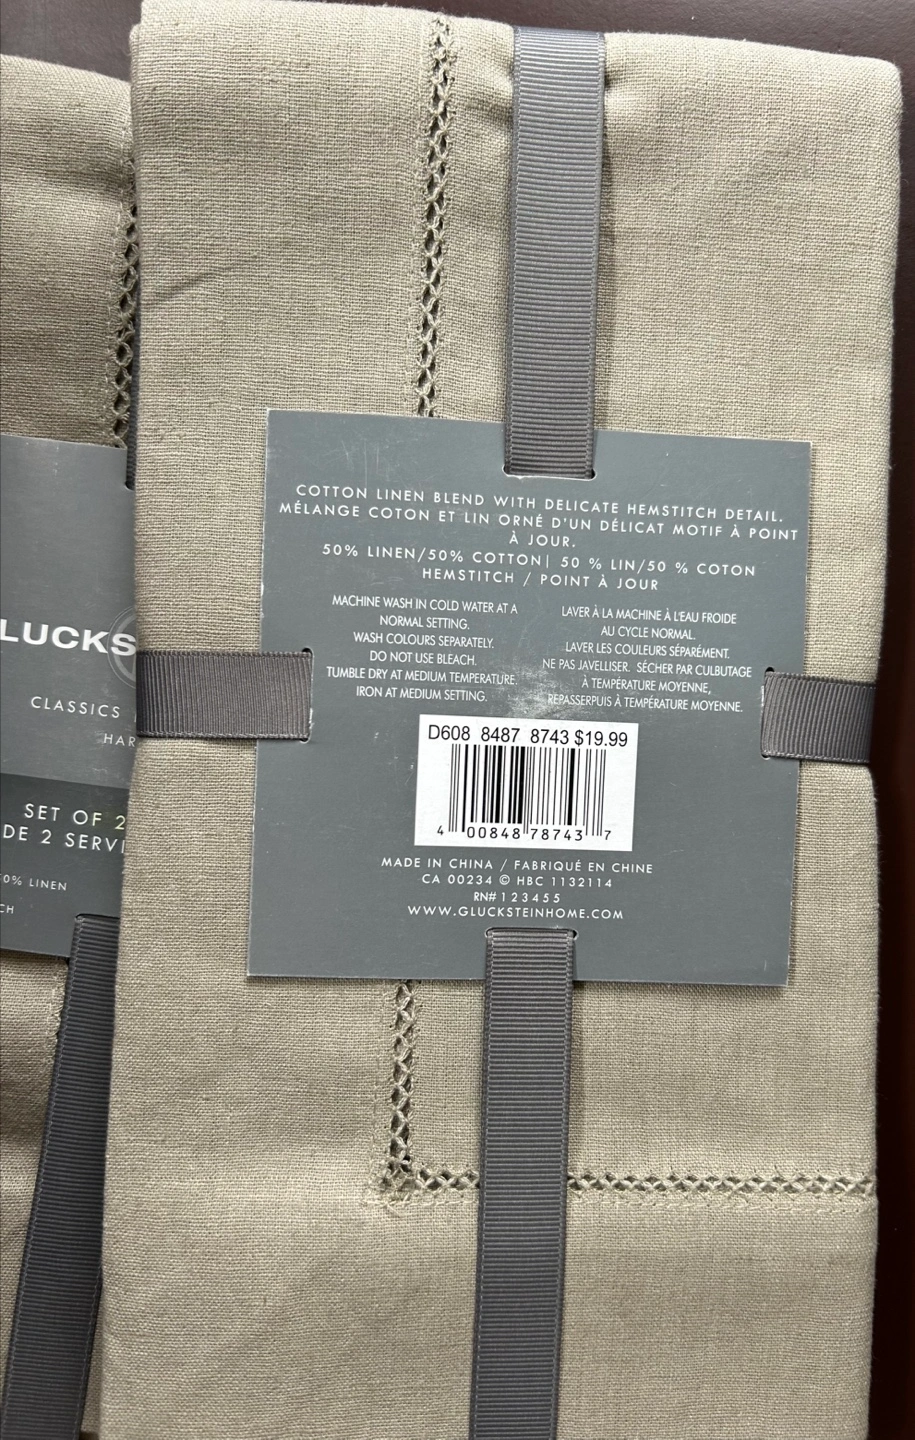 COTTON LINEN BLEND WITH DELICATE HEMSTITCH DETAIL.
MÉLANGE COTON ET LIN ORNÉ D'UN DÉLICAT MOTIF À POINT
À JOUR.
50% LINEN/50% COTTON| 50 % LIN/50 % COTON
HEMSTITCH / POINT À JOUR
MACHINE WASH IN COLD WATER AT A
NORMAL SETTING.
WASH COLOURS SEPARATELY.
DO NOT USE BLEACH.
TUMBLE DRY AT MEDIUM TEMPERATURE.
IRON AT MEDIUM SETTING.
LAVER À LA MACHINE À L'EAU FROIDE
AU CYCLE NORMAL.
LAVER LES COULEURS SÉPARÉMENT.
NE PAS JAVELLISER. SÉCHER PAR CULBUTAGE
À TEMPÉRATURE MOYENNE,
REPASSERPUIS À TEMPÉRATURE MOYENNE.
D608 8487 8743 $19.99
4 00848 78743 7
MADE IN CHINA / FABRIQUÉ EN CHINE
CA 00234 © HBC 1132114
RN# 123455
WWW.GLUCKSTEINHOME.COM
LUCKS
CLASSICS
HAR
SET OF 2
DE 2 SERVI
0% LINEN
CH